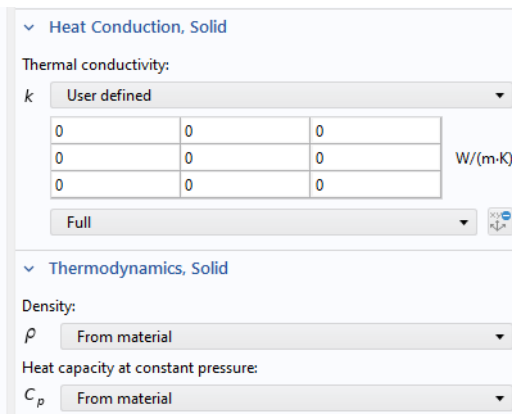 Heat Conduction, Solid
Thermal conductivity:
k User defined
0 0 0
0 0 0 W/(m·K)
0 0 0
Full
Thermodynamics, Solid
Density:
ρ From material
Heat capacity at constant pressure:
Cp From material